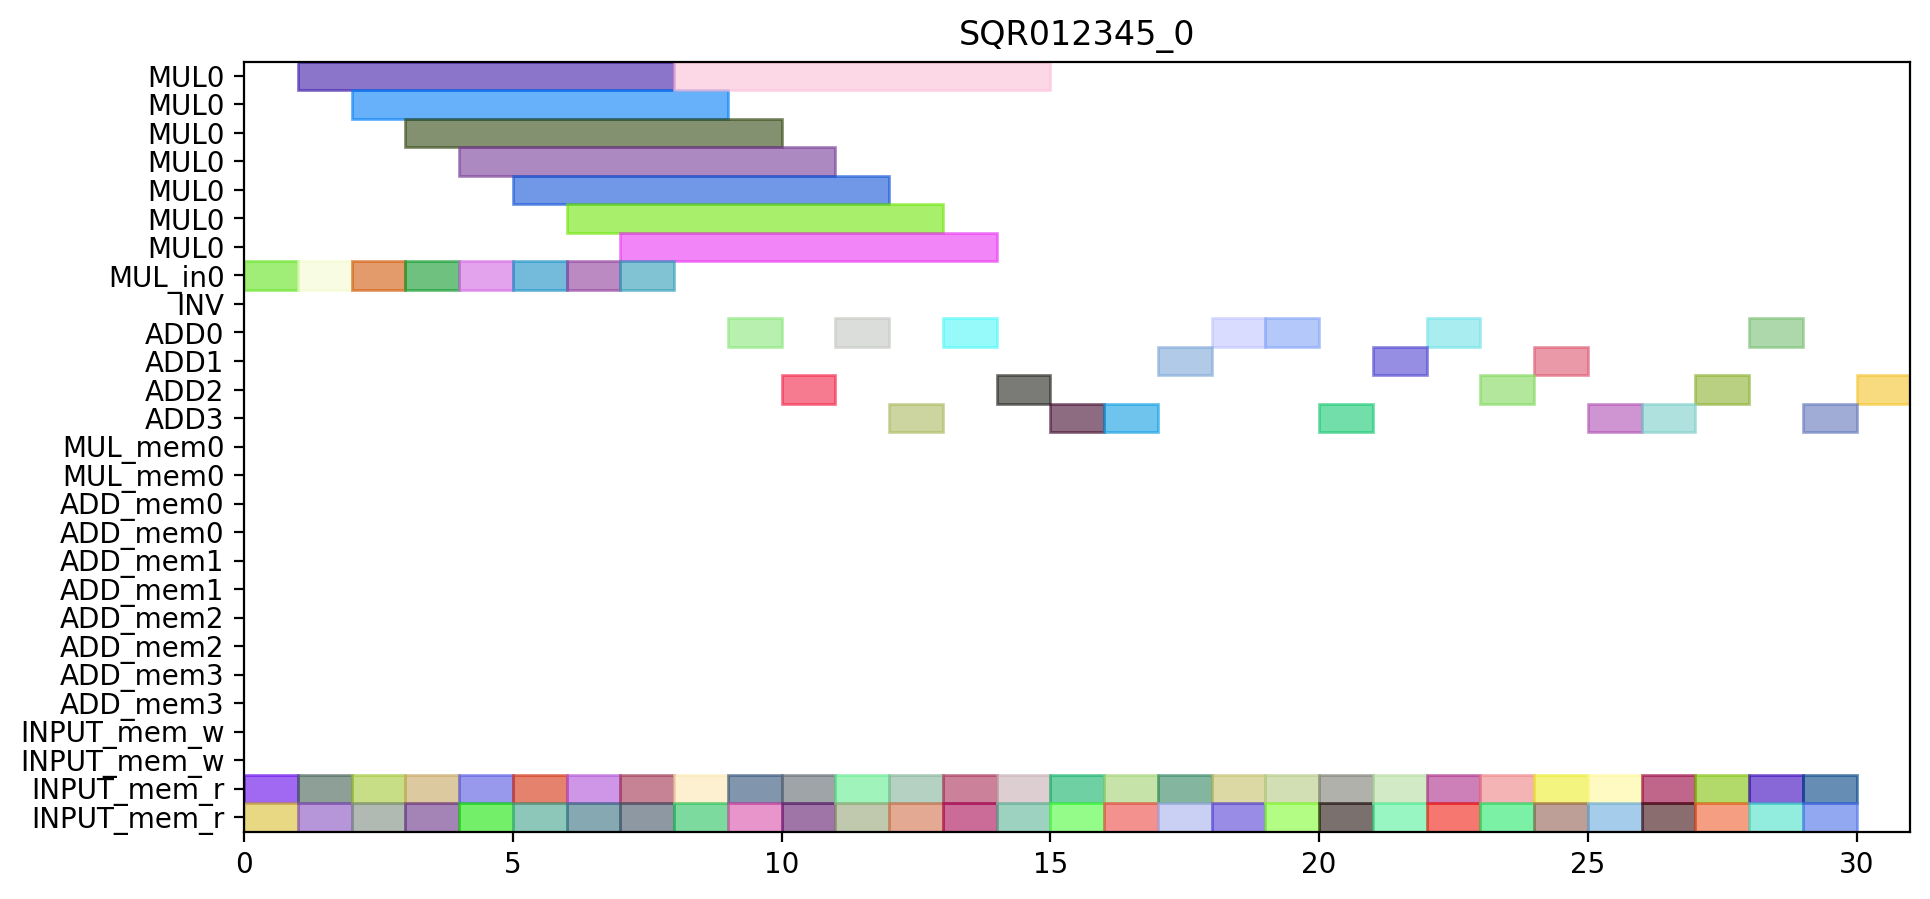 SQR012345_0
MUL0
MUL0
MUL0
MUL0
MUL0
MUL0
MUL0
MUL_in0
INV
ADD0
ADD1
ADD2
ADD3
MUL_mem0
MUL_mem0
ADD_mem0
ADD_mem0
ADD_mem1
ADD_mem1
ADD_mem2
ADD_mem2
ADD_mem3
ADD_mem3
INPUT_mem_w
INPUT_mem_w
INPUT_mem_r
INPUT_mem_r
0 5 10 15 20 25 30